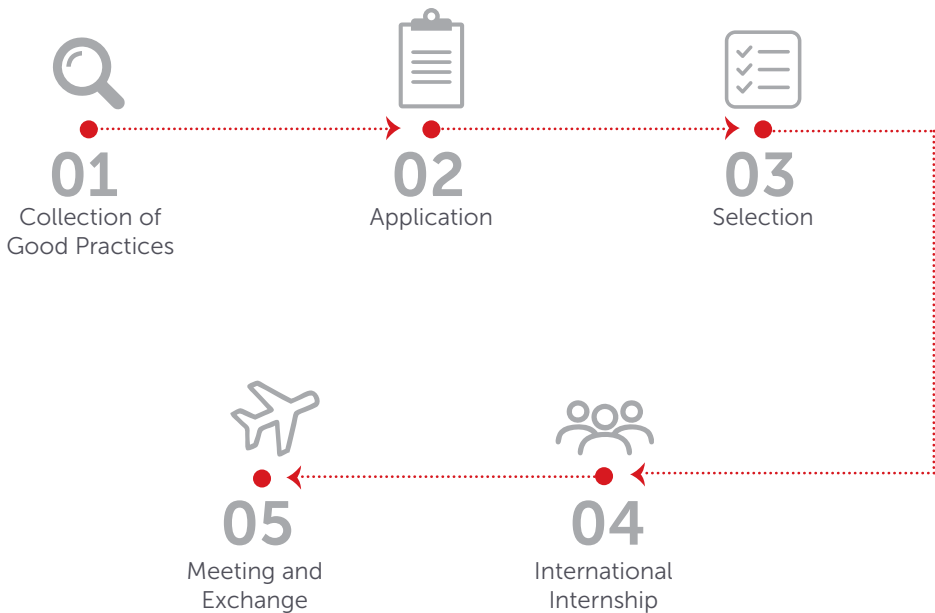 01
Collection of
Good Practices
02
Application
03
Selection
04
International
Internship
05
Meeting and
Exchange